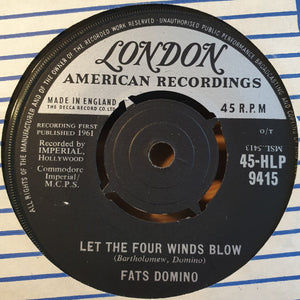 ALL RIGHTS OF THE MANUFACTURER AND OF THE OWNER OF THE RECORDED WORK RESERVED · UNAUTHORISED PUBLIC PERFORMANCE BROADCASTING AND COPYING
LONDON
AMERICAN RECORDINGS
MADE IN ENGLAND
THE DECCA RECORD CO. LTD.
45 R.P.M
RECORDING FIRST
PUBLISHED 1961
O/T
MSL.5413
Recorded by
IMPERIAL,
HOLLYWOOD
45-HLP
9415
Commodore
Imperial/
M.C.P.S.
LET THE FOUR WINDS BLOW
(Bartholomew, Domino)
FATS DOMINO